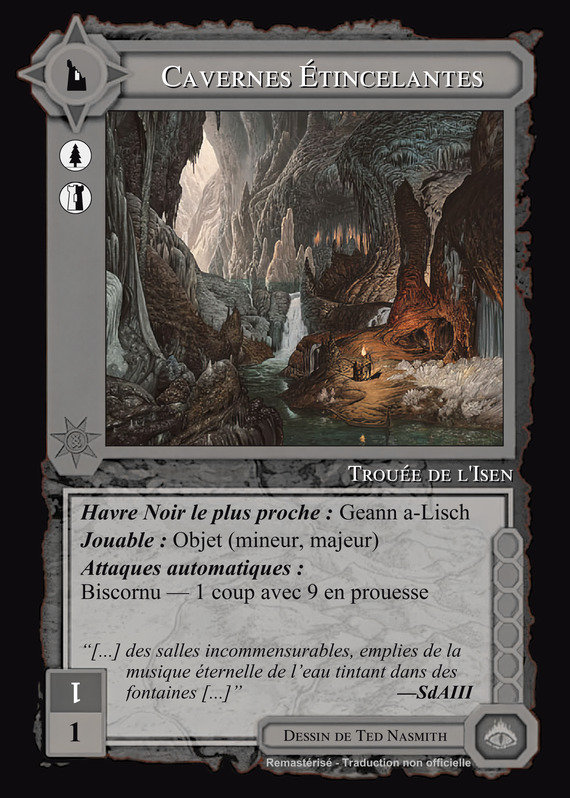 Cavernes Étincelantes
Trouée de l'Isen
Havre Noir le plus proche : Geann a-Lisch
Jouable : Objet (mineur, majeur)
Attaques automatiques :
Biscornu — 1 coup avec 9 en prouesse
“[...] des salles incommensurables, emplies de la
musique éternelle de l’eau tintant dans des
fontaines [...]” —SdAIII
1
1
Dessin de Ted Nasmith
Remastérisé - Traduction non officielle